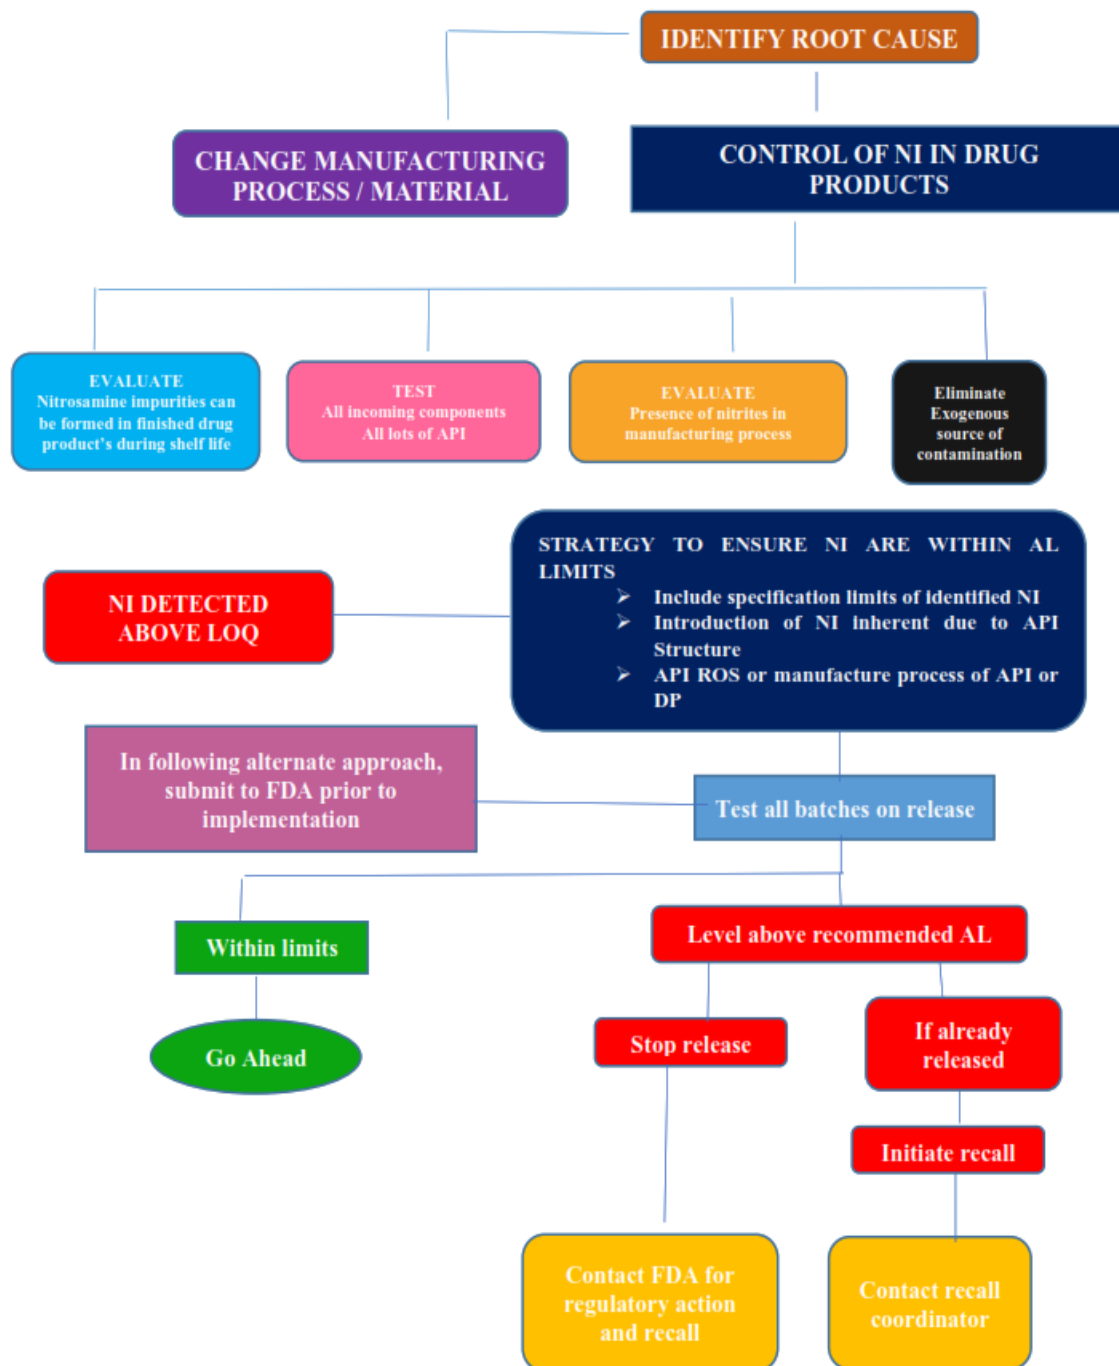 IDENTIFY ROOT CAUSE
CHANGE MANUFACTURING
PROCESS / MATERIAL
CONTROL OF NI IN DRUG
PRODUCTS
EVALUATE
Nitrosamine impurities can
be formed in finished drug
product's during shelf life
TEST
All incoming components
All lots of API
EVALUATE
Presence of nitrites in
manufacturing process
Eliminate
Exogenous
source of
contamination
NI DETECTED
ABOVE LOQ
STRATEGY TO ENSURE NI ARE WITHIN AL
LIMITS
➢ Include specification limits of identified NI
➢ Introduction of NI inherent due to API
Structure
➢ API ROS or manufacture process of API or
DP
In following alternate approach,
submit to FDA prior to
implementation
Test all batches on release
Within limits
Go Ahead
Level above recommended AL
Stop release
If already
released
Initiate recall
Contact FDA for
regulatory action
and recall
Contact recall
coordinator